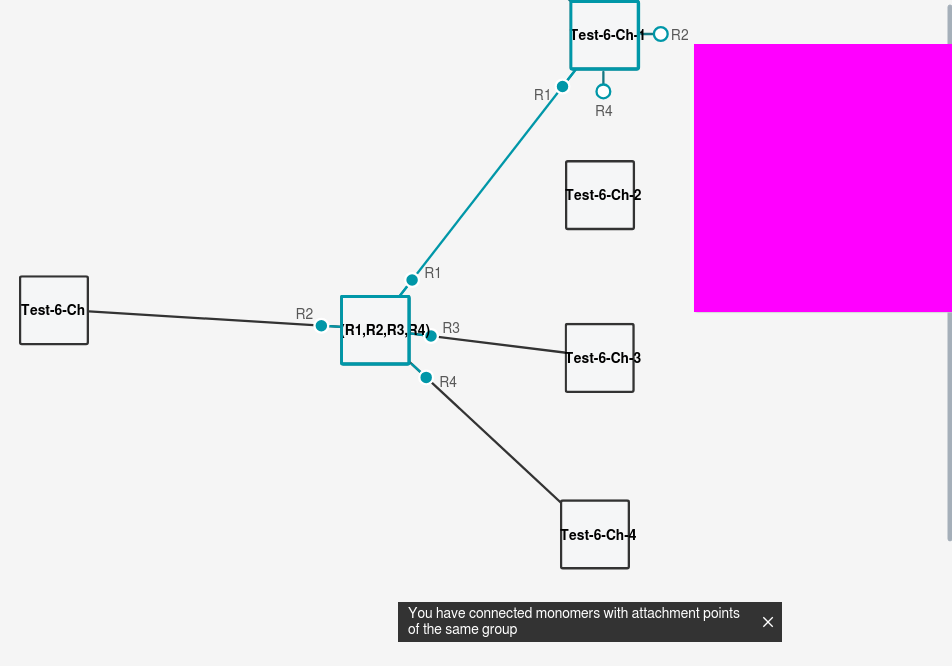 Test-6-Ch-1
R2
R1
R4
Test-6-Ch-2
R1
Test-6-Ch
R2
(R1,R2,R3,R4)
R3
Test-6-Ch-3
R4
Test-6-Ch-4
You have connected monomers with attachment points
of the same group